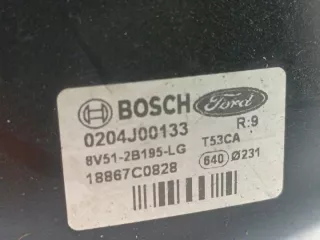 BOSCH Ford
0204J00133 R:9
8V51-2B195-LG T53CA
18867C0828 640 Ø231